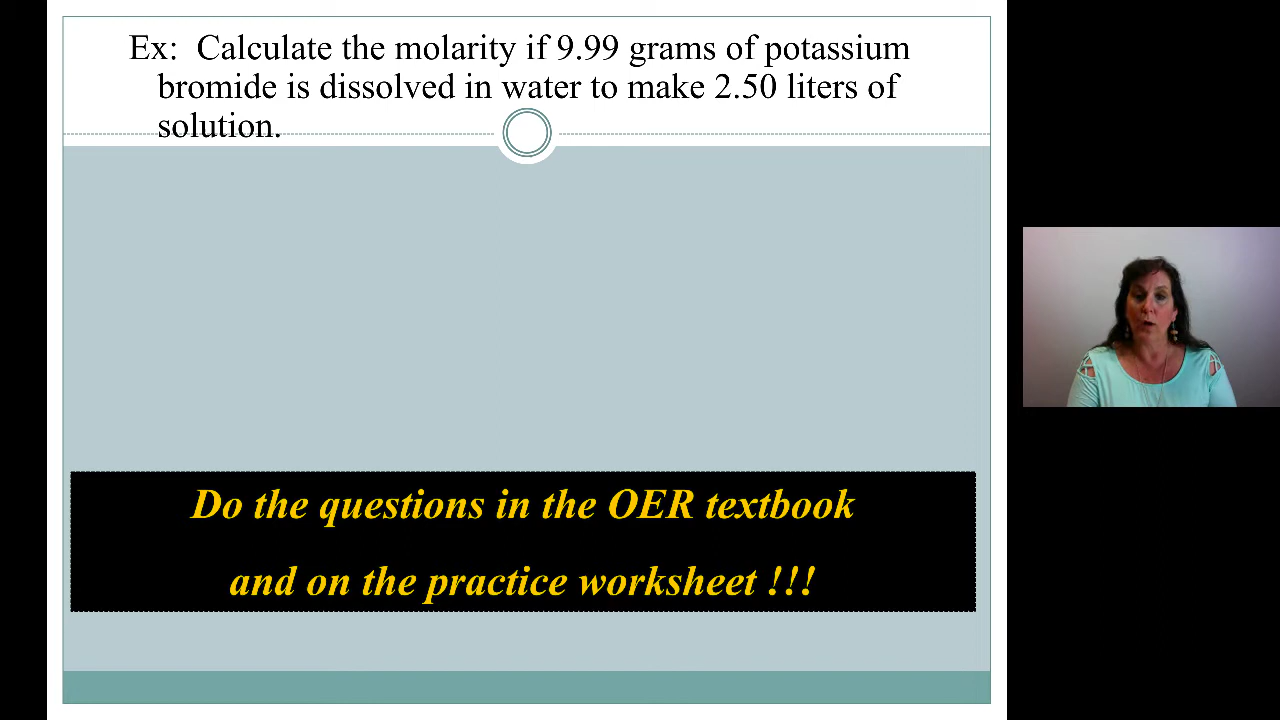 Ex: Calculate the molarity if 9.99 grams of potassium
bromide is dissolved in water to make 2.50 liters of
solution.
Do the questions in the OER textbook
and on the practice worksheet !!!